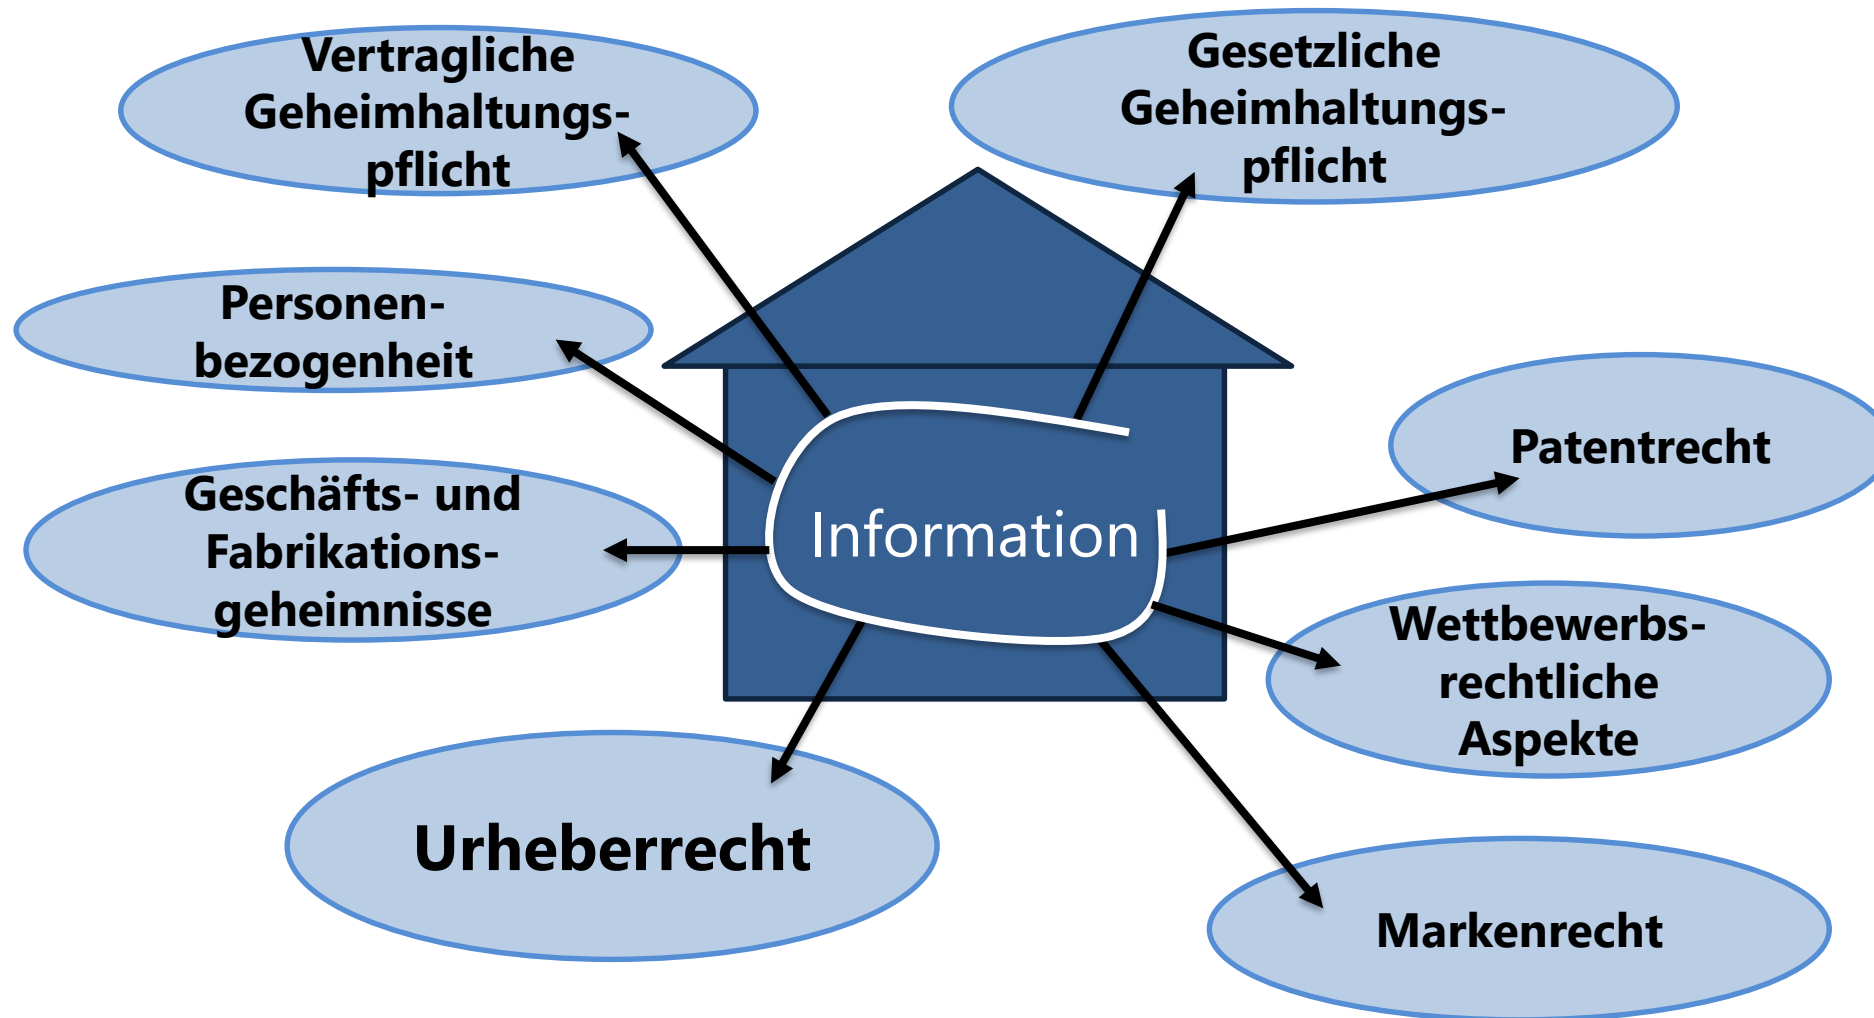 Vertragliche
Geheimhaltungs-
pflicht
Gesetzliche
Geheimhaltungs-
pflicht
Personen-
bezogenheit
Patentrecht
Geschäfts- und
Fabrikations-
geheimnisse
Information
Wettbewerbs-
rechtliche
Aspekte
Urheberrecht
Markenrecht